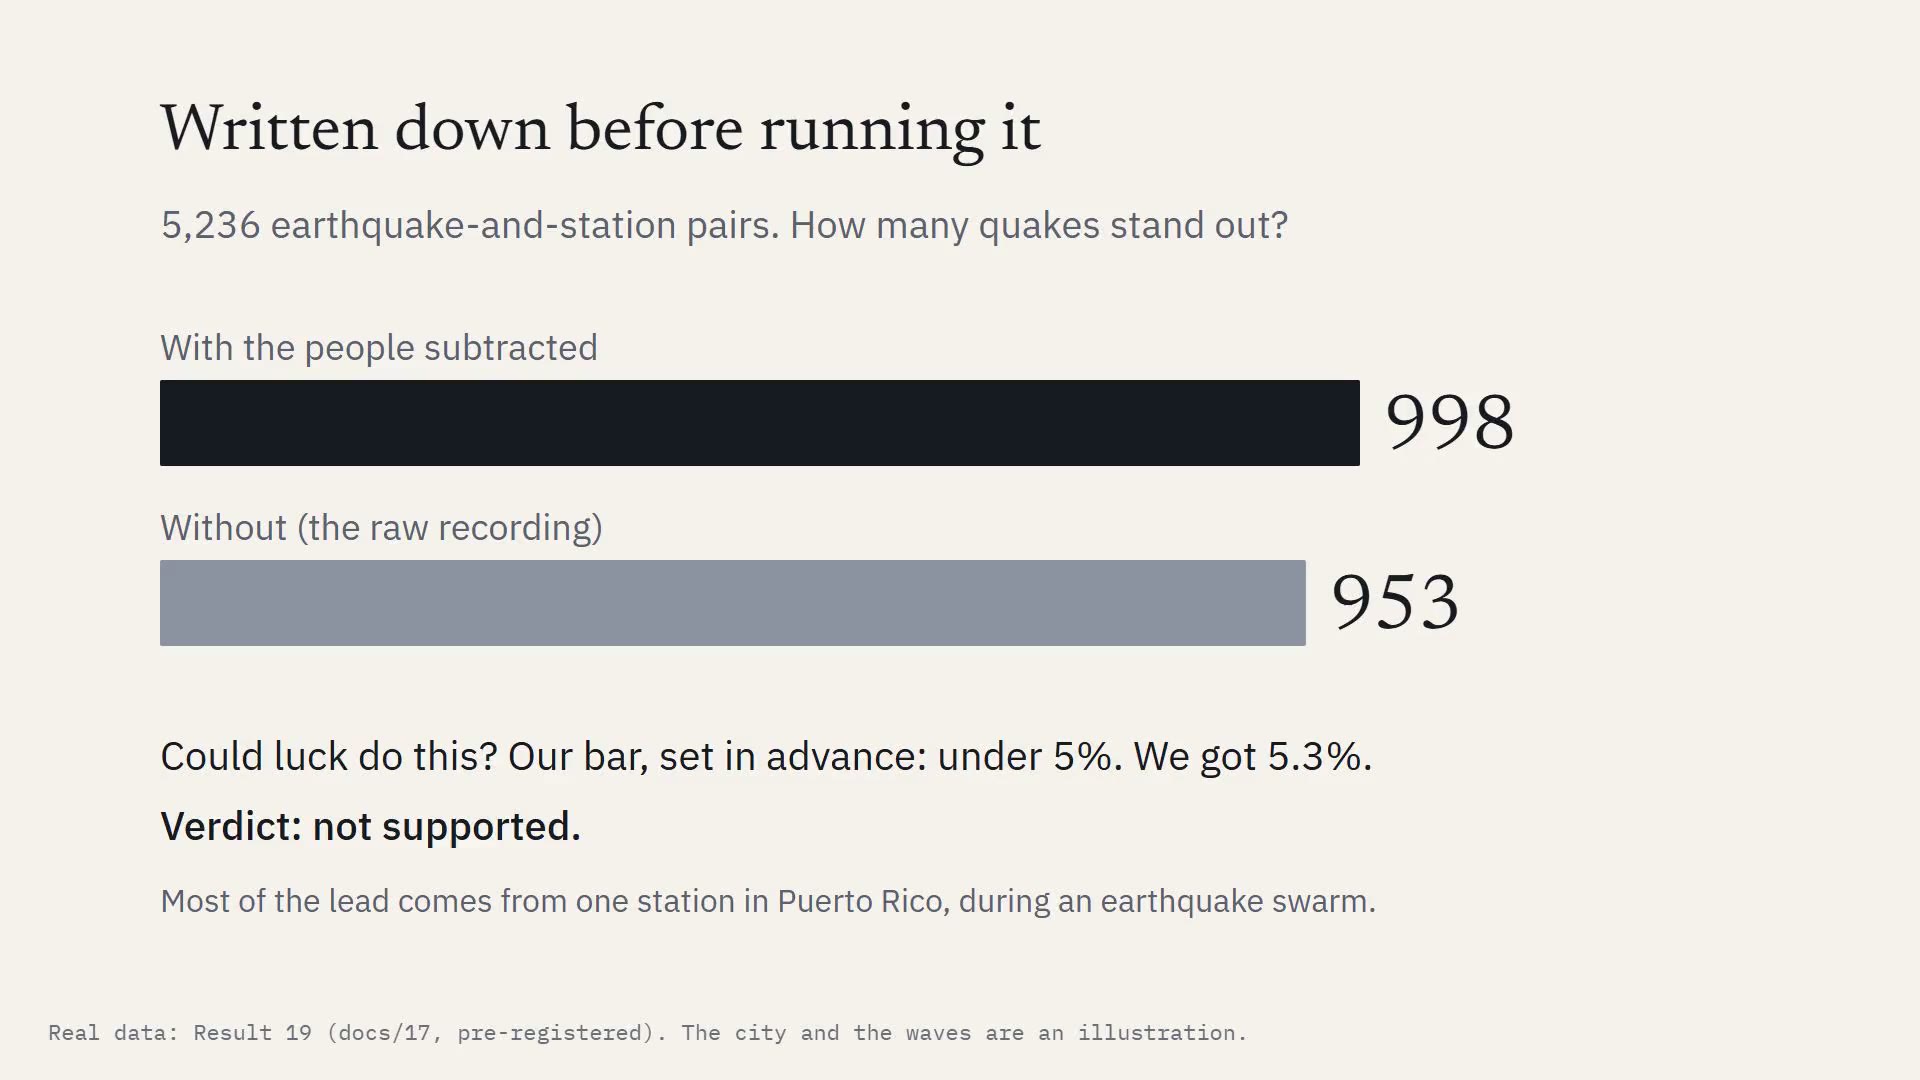 Written down before running it
5,236 earthquake-and-station pairs. How many quakes stand out?
With the people subtracted
998
Without (the raw recording)
953
Could luck do this? Our bar, set in advance: under 5%. We got 5.3%.
Verdict: not supported.
Most of the lead comes from one station in Puerto Rico, during an earthquake swarm.
Real data: Result 19 (docs/17, pre-registered). The city and the waves are an illustration.